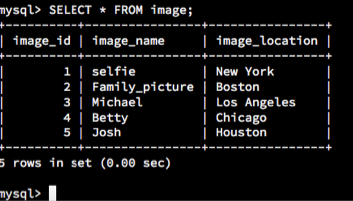 mysql> SELECT * FROM image;
+----------+----------------+----------------+
| image_id | image_name | image_location |
+----------+----------------+----------------+
| 1 | selfie | New York |
| 2 | Family_picture | Boston |
| 3 | Michael | Los Angeles |
| 4 | Betty | Chicago |
| 5 | Josh | Houston |
+----------+----------------+----------------+
5 rows in set (0.00 sec)
mysql>